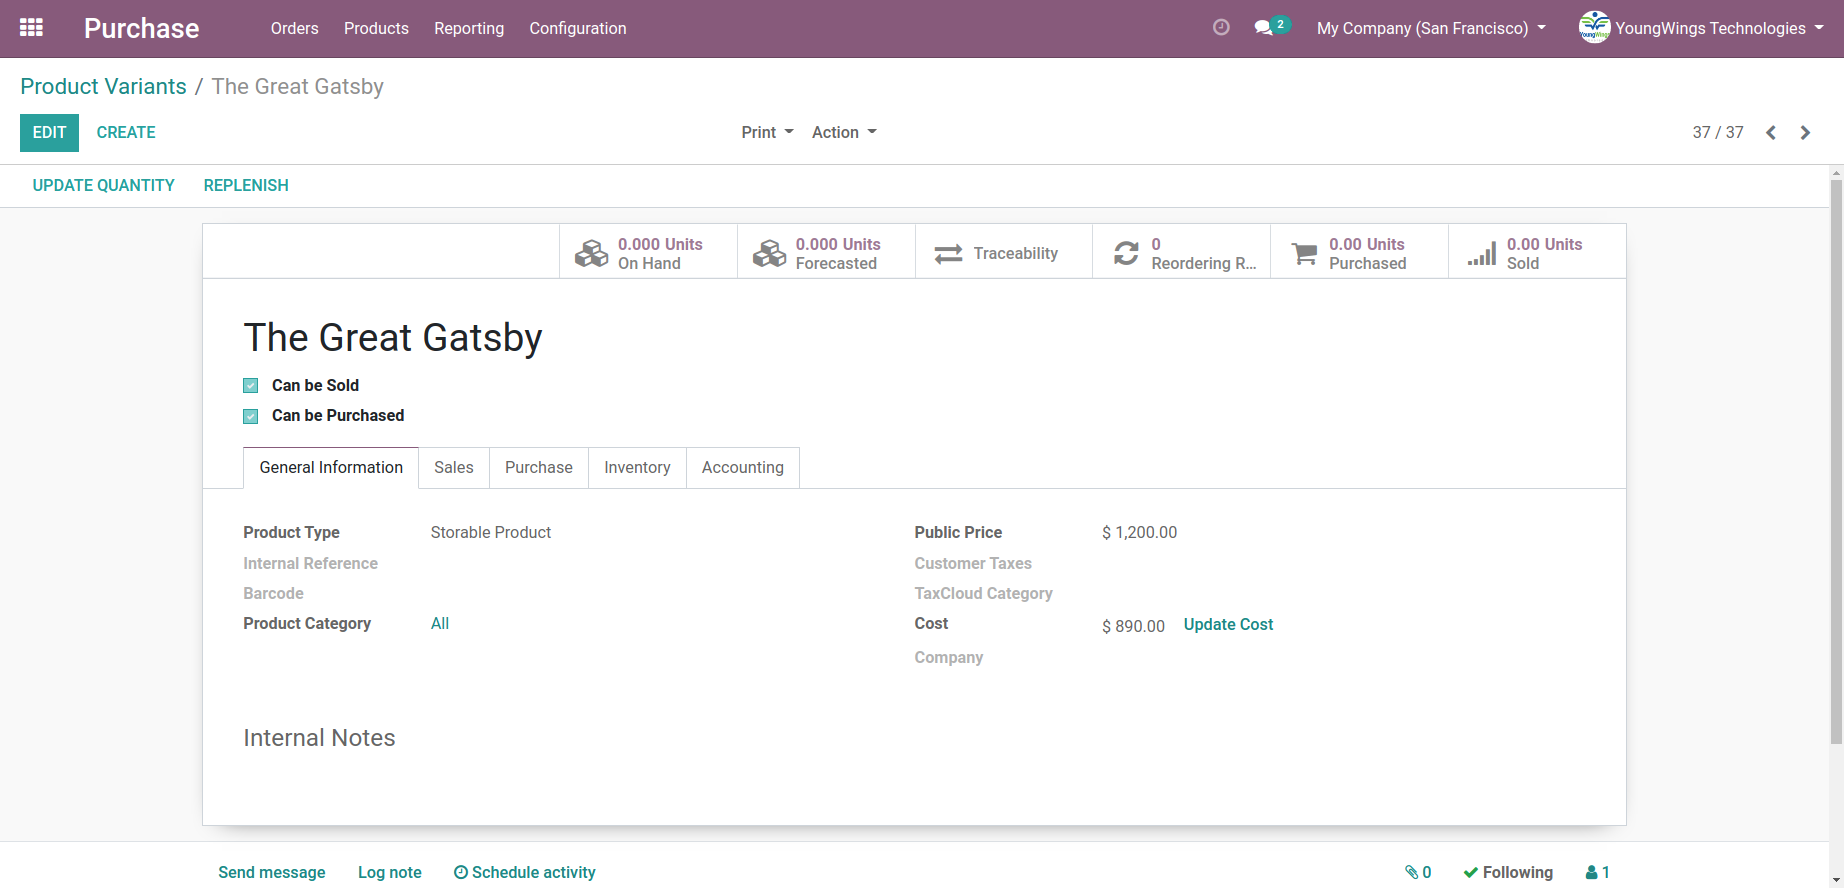 Purchase Orders Products Reporting Configuration 2 My Company (San Francisco) YoungWings YoungWings Technologies
Product Variants / The Great Gatsby
EDIT CREATE Print Action 37 / 37
UPDATE QUANTITY REPLENISH
0.000 Units 0.000 Units Traceability 0 0.00 Units 0.00 Units
On Hand Forecasted Reordering R... Purchased Sold
The Great Gatsby
Can be Sold
Can be Purchased
General Information Sales Purchase Inventory Accounting
Product Type Storable Product Public Price $ 1,200.00
Internal Reference Customer Taxes
Barcode TaxCloud Category
Product Category All Cost $ 890.00 Update Cost
Company
Internal Notes
Send message Log note Schedule activity 0 Following 1